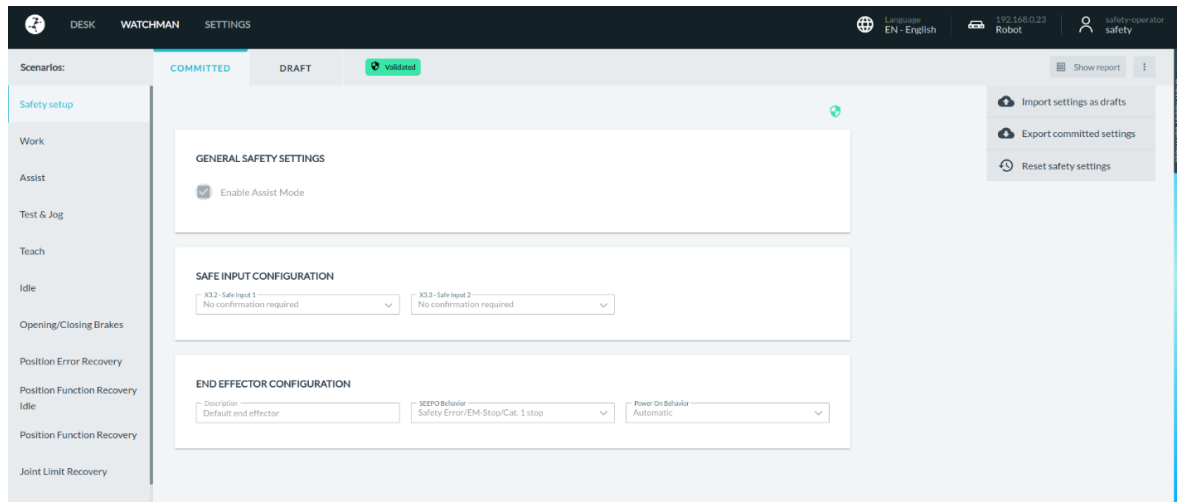 DESK WATCHMAN SETTINGS
Language
EN - English
192.168.0.23
Robot
safety-operator
safety
Scenarios:
COMMITTED DRAFT Validated Show report
Safety setup
Work
Assist
Test & Jog
Teach
Idle
Opening/Closing Brakes
Position Error Recovery
Position Function Recovery
Idle
Position Function Recovery
Joint Limit Recovery
Import settings as drafts
Export committed settings
Reset safety settings
GENERAL SAFETY SETTINGS
Enable Assist Mode
SAFE INPUT CONFIGURATION
X3.2 - Safe Input 1
No confirmation required
X3.3 - Safe Input 2
No confirmation required
END EFFECTOR CONFIGURATION
Description
Default end effector
SEEPO Behavior
Safety Error/EM-Stop/Cat. 1 stop
Power On Behavior
Automatic